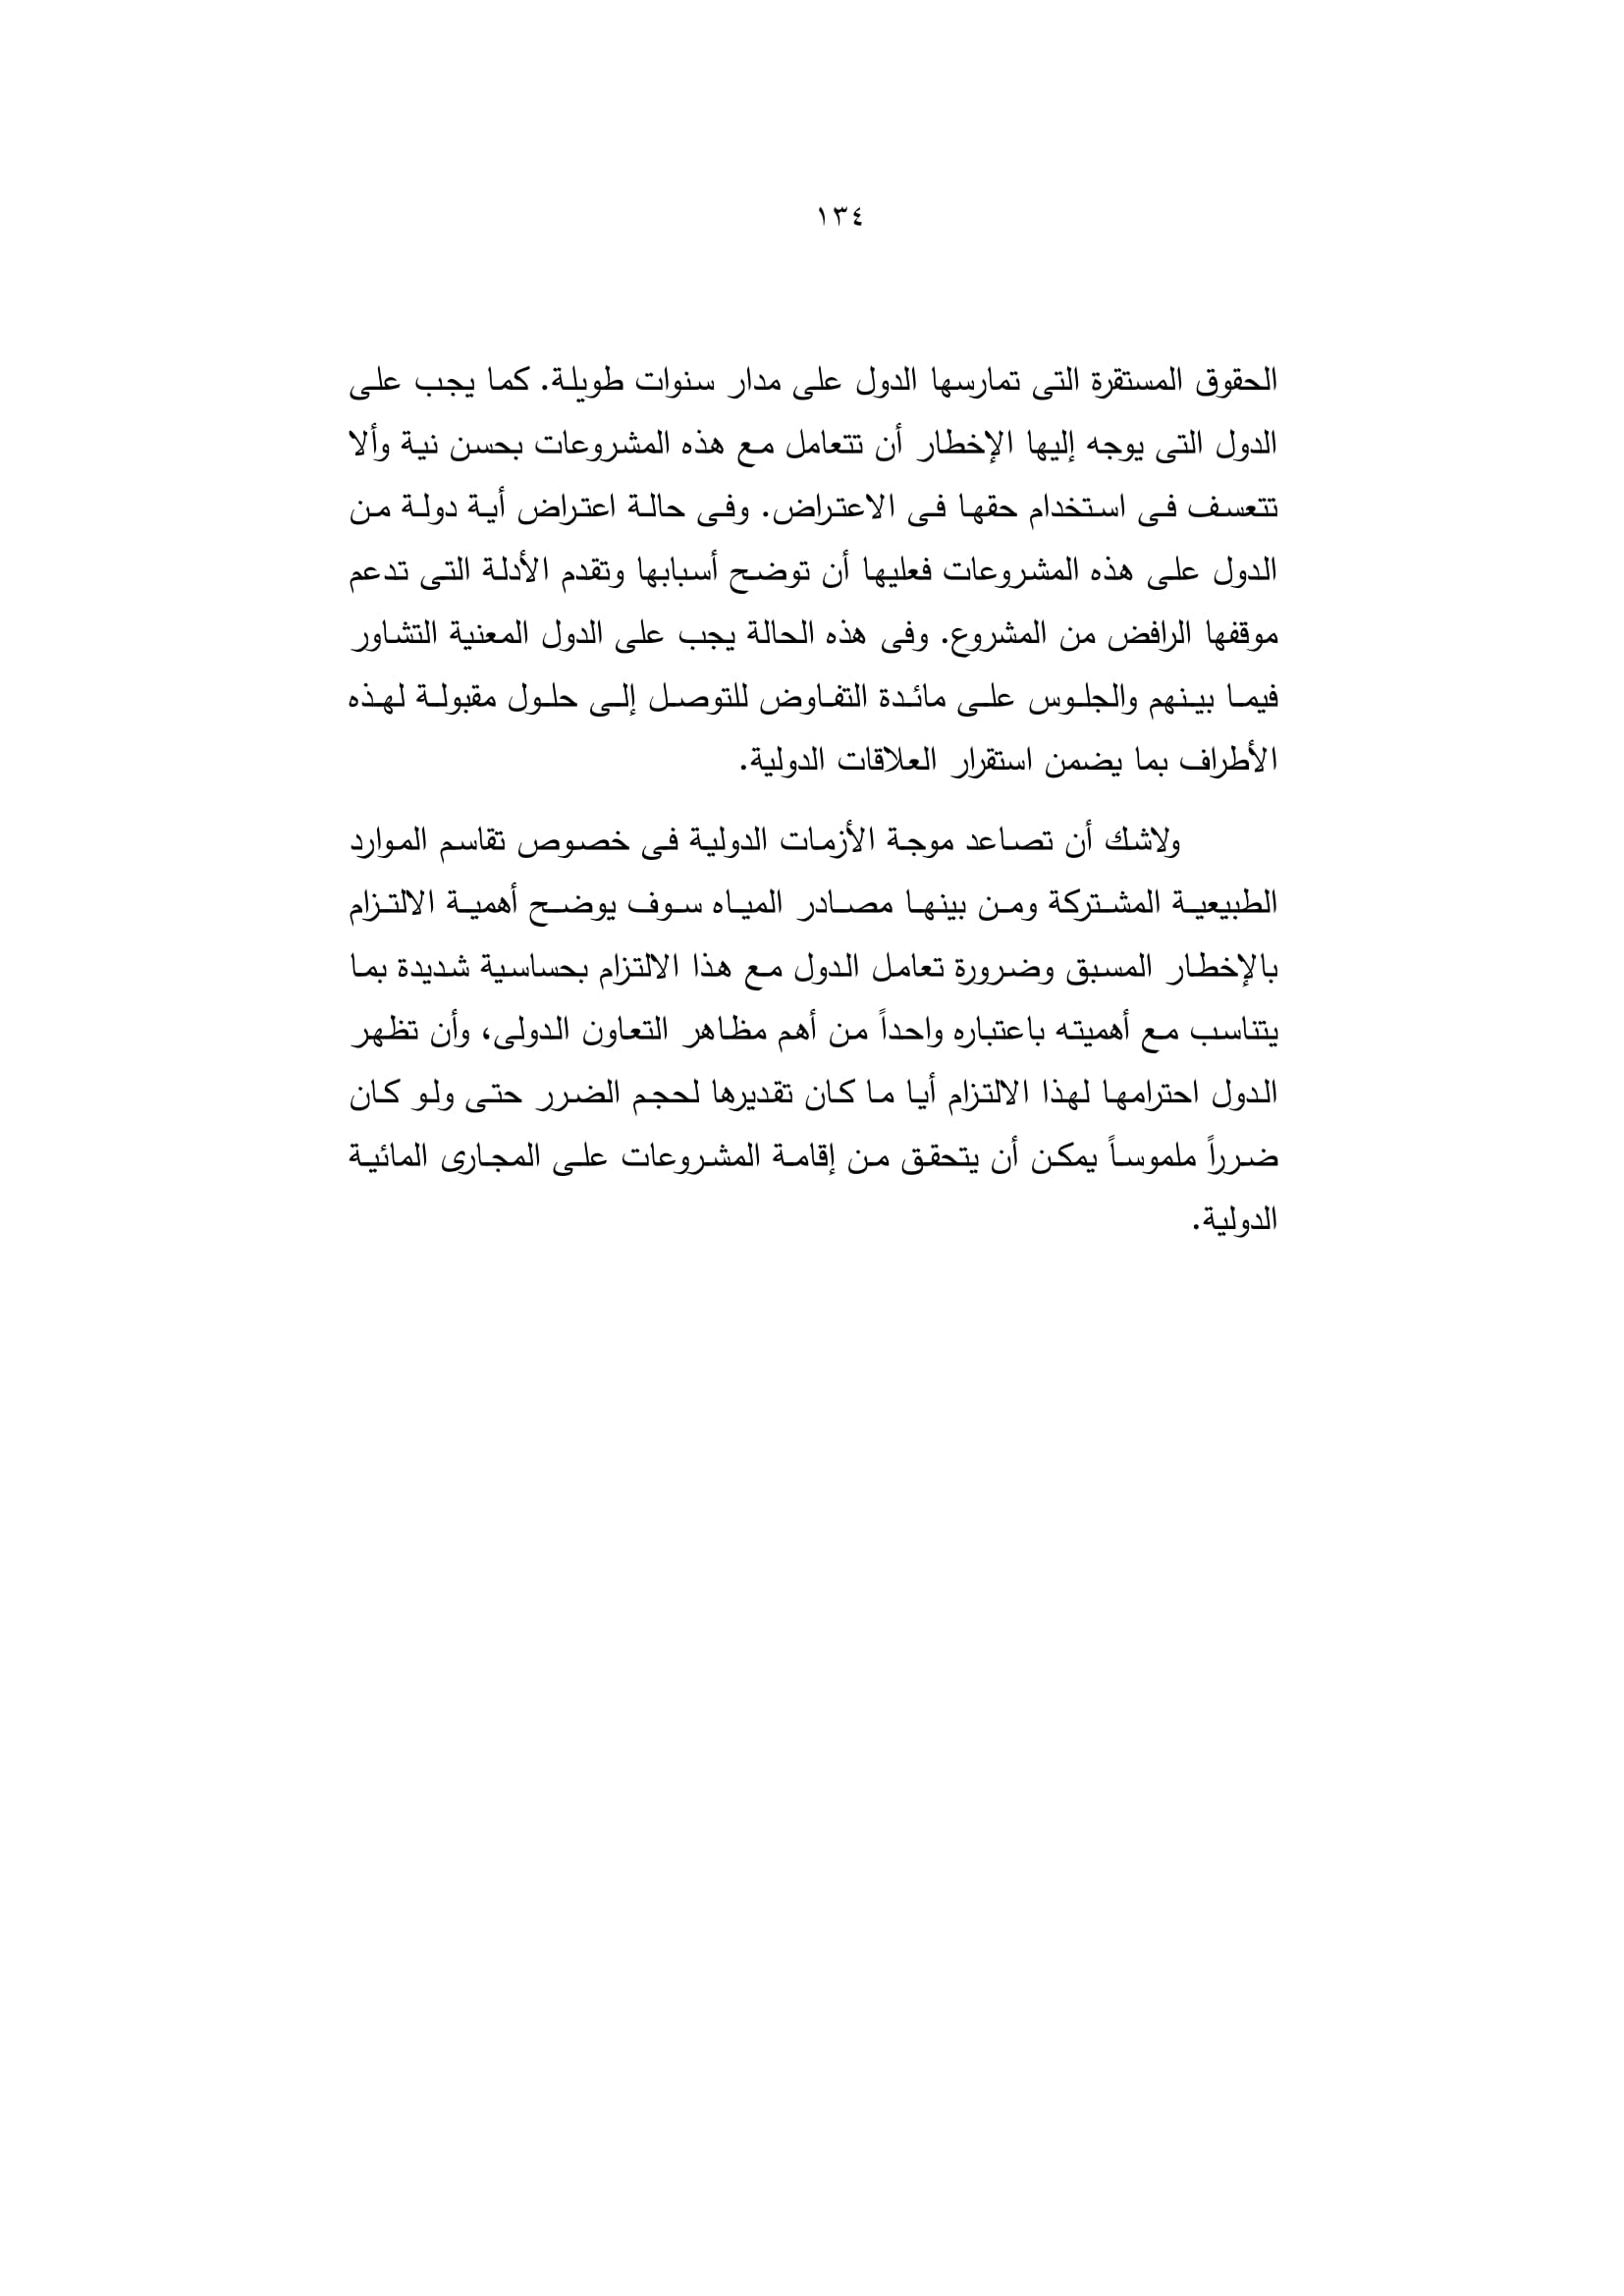 ١٣٤
الحقوق المستقرة التى تمارسها الدول على مدار سنوات طويلة. كما يجب على
الدول التى يوجه إليها الإخطار أن تتعامل مع هذه المشروعات بحسن نية وألا
تتعسف فى استخدام حقها فى الاعتراض. وفى حالة اعتراض أية دولة من
الدول على هذه المشروعات فعليها أن توضح أسبابها وتقدم الأدلة التى تدعم
موقفها الرافض من المشروع. وفى هذه الحالة يجب على الدول المعنية التشاور
فيما بينهم والجلوس على مائدة التفاوض للتوصل إلى حلول مقبولة لهذه
الأطراف بما يضمن استقرار العلاقات الدولية.
ولاشك أن تصاعد موجة الأزمات الدولية فى خصوص تقاسم الموارد
الطبيعية المشتركة ومن بينها مصادر المياه سوف يوضح أهمية الالتزام
بالإخطار المسبق وضرورة تعامل الدول مع هذا الالتزام بحساسية شديدة بما
يتناسب مع أهميته باعتباره واحداً من أهم مظاهر التعاون الدولى، وأن تظهر
الدول احترامها لهذا الالتزام أيا ما كان تقديرها لحجم الضرر حتى ولو كان
ضرراً ملموساً يمكن أن يتحقق من إقامة المشروعات على المجارى المائية
الدولية.